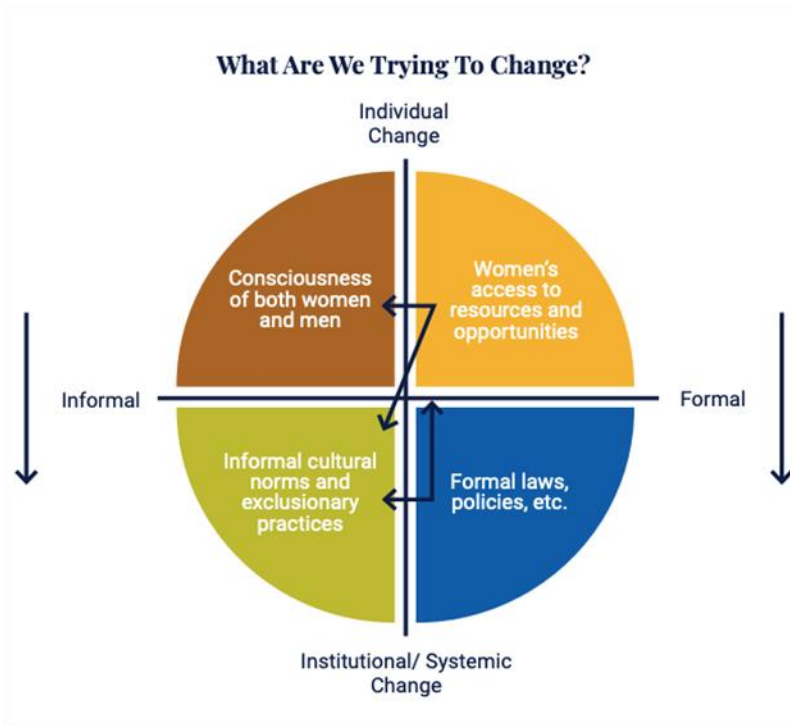 What Are We Trying To Change?
Individual
Change
Consciousness
of both women
and men
Women's
access to
resources and
opportunities
Informal
Formal
Informal cultural
norms and
exclusionary
practices
Formal laws,
policies, etc.
Institutional/ Systemic
Change